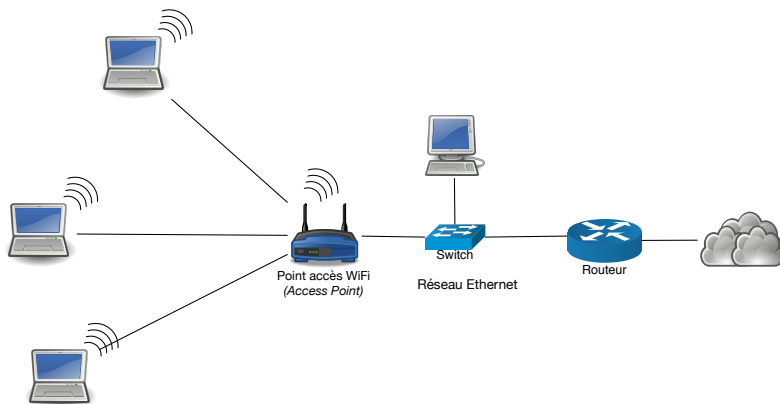 Point accès WiFi
(Access Point)
Switch
Réseau Ethernet
Routeur